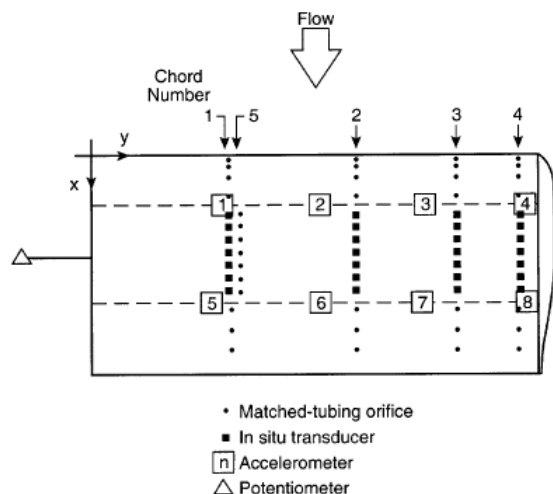 Flow
Chord
Number
1 5 2 3 4
y
x
1 2 3 4
5 6 7 8
Matched-tubing orifice
In situ transducer
n Accelerometer
Potentiometer